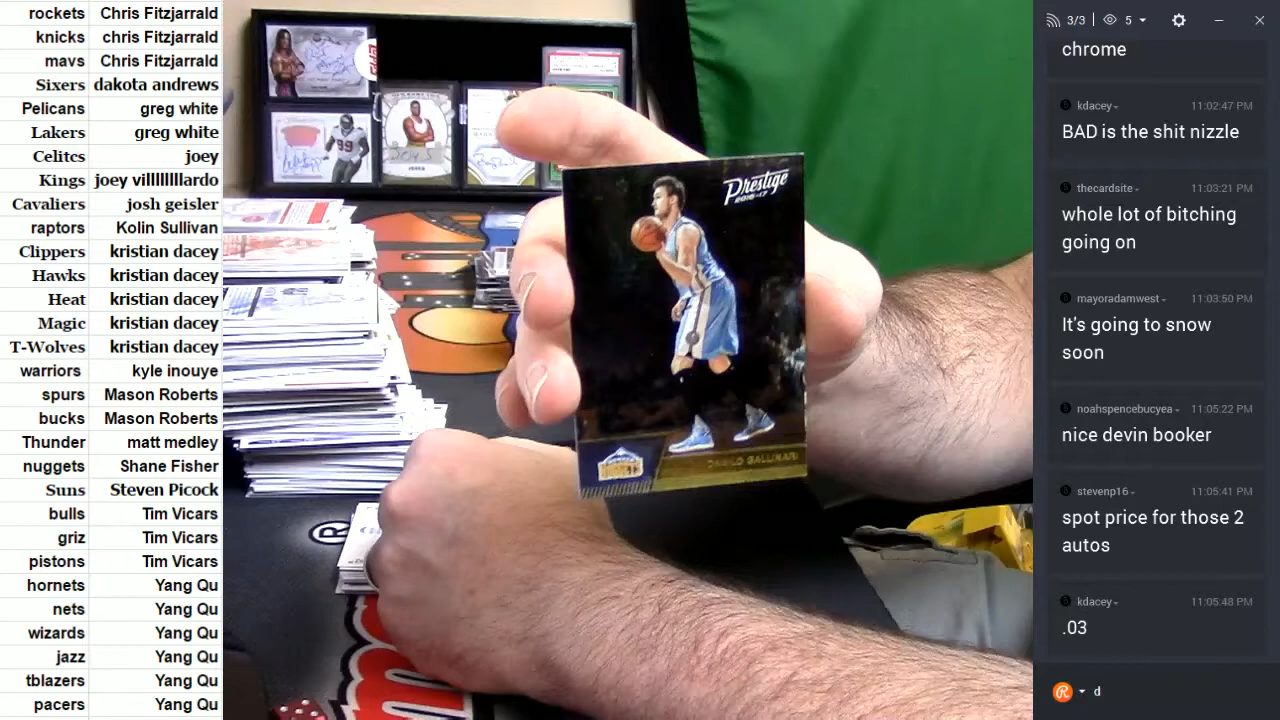 rockets Chris Fitzjarrald
knicks chris Fitzjarrald
mavs Chris Fitzjarrald
Sixers dakota andrews
Pelicans greg white
Lakers greg white
Celitcs joey
Kings joey villlllllllardo
Cavaliers josh geisler
raptors Kolin Sullivan
Clippers kristian dacey
Hawks kristian dacey
Heat kristian dacey
Magic kristian dacey
T-Wolves kristian dacey
warriors kyle inouye
spurs Mason Roberts
bucks Mason Roberts
Thunder matt medley
nuggets Shane Fisher
Suns Steven Picock
bulls Tim Vicars
griz Tim Vicars
pistons Tim Vicars
hornets Yang Qu
nets Yang Qu
wizards Yang Qu
jazz Yang Qu
tblazers Yang Qu
pacers Yang Qu
99
Prestige
2016-17
DANILO GALLINARI
®
3/3 5
chrome
kdacey 11:02:47 PM
BAD is the shit nizzle
thecardsite 11:03:21 PM
whole lot of bitching
going on
mayoradamwest 11:03:50 PM
It's going to snow
soon
noahspencebucyea 11:05:22 PM
nice devin booker
stevenp16 11:05:41 PM
spot price for those 2
autos
kdacey 11:05:48 PM
.03
d